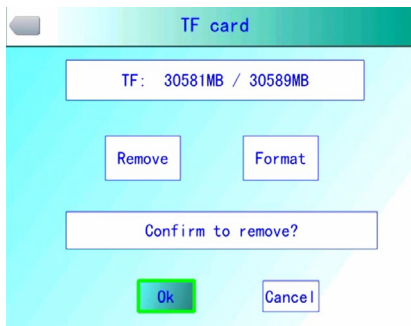 TF card
TF: 30581MB / 30589MB
Remove Format
Confirm to remove?
Ok Cancel